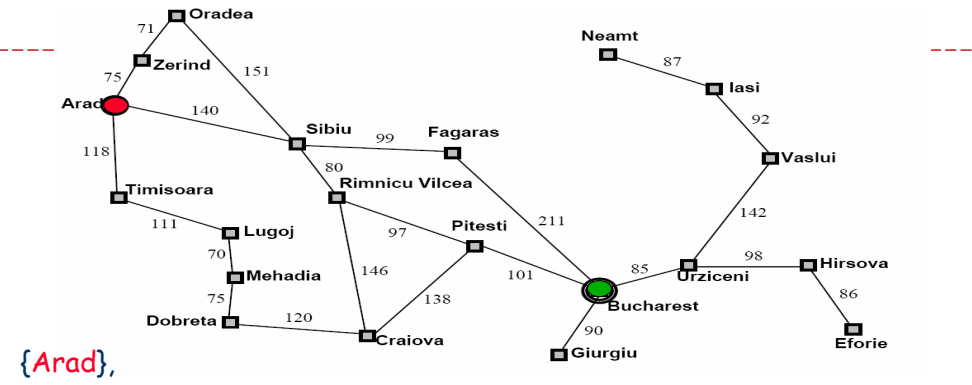 Oradea
71
Neamt
Zerind
87
151
75
Iasi
Arad
140
92
Sibiu
Fagaras
99
118
Vaslui
80
Rimnicu Vilcea
Timisoara
142
211
111
Pitesti
Lugoj
97
98
Hirsova
70
146
85
Mehadia
101
Urziceni
86
75
138
Bucharest
120
Dobreta
90
Craiova
Eforie
Giurgiu
{Arad},